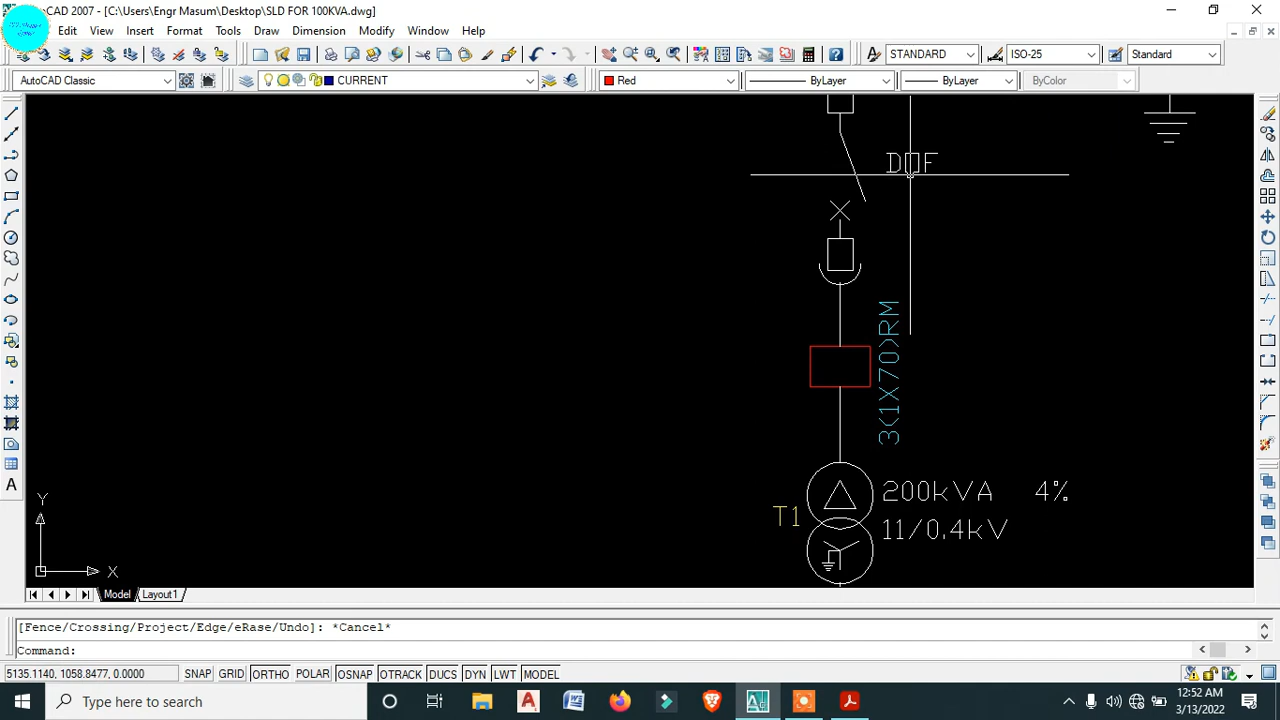 AutoCAD 2007 - [C:\Users\Engr Masum\Desktop\SLD FOR 100KVA.dwg]
Edit View Insert Format Tools Draw Dimension Modify Window Help
STANDARD ISO-25 Standard
AutoCAD Classic CURRENT Red ByLayer ByLayer ByColor
DOF
3(1X70)RM
200kVA 4%
T1
11/0.4kV
Y
X
Model Layout1
[Fence/Crossing/Project/Edge/eRase/Undo]: *Cancel*
Command:
5135.1140, 1058.8477, 0.0000 SNAP GRID ORTHO POLAR OSNAP OTRACK DUCS DYN LWT MODEL
Type here to search
12:52 AM
3/13/2022